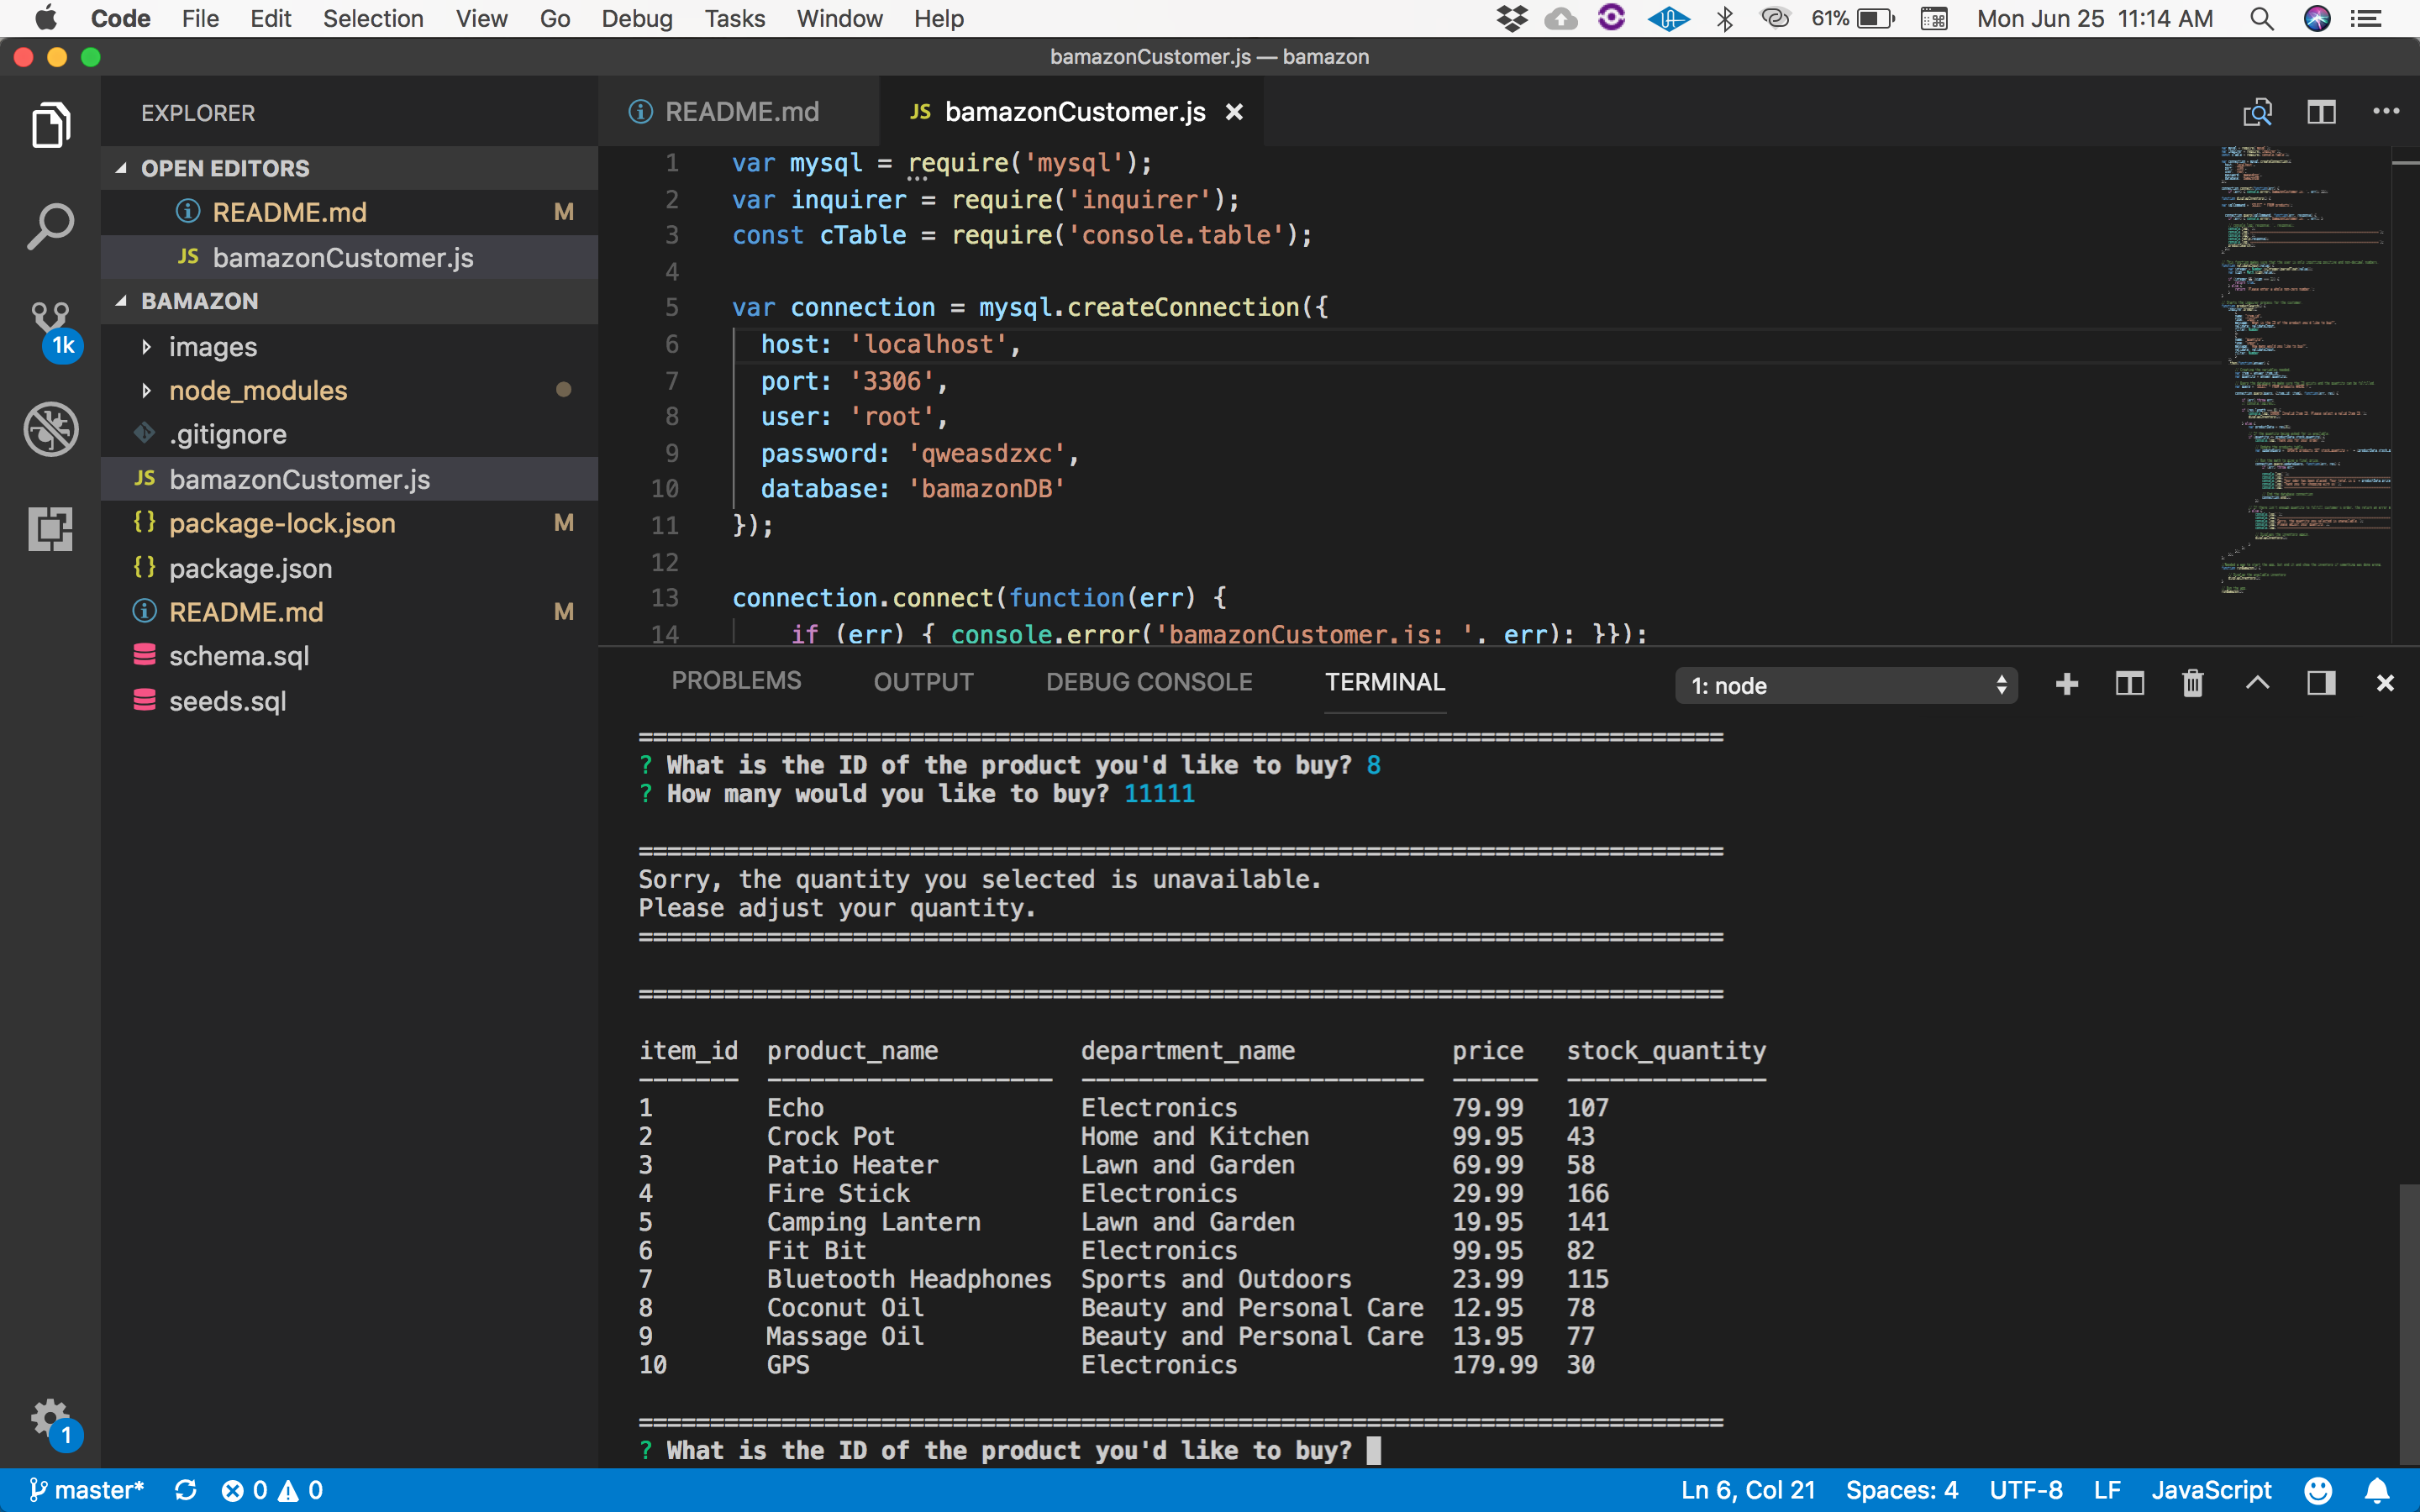 Code File Edit Selection View Go Debug Tasks Window Help 61% Mon Jun 25 11:14 AM
bamazonCustomer.js — bamazon
EXPLORER
README.md
JS bamazonCustomer.js
OPEN EDITORS
README.md M
JS bamazonCustomer.js
BAMAZON
images
node_modules
.gitignore
JS bamazonCustomer.js
{} package-lock.json M
{} package.json
README.md M
schema.sql
seeds.sql
1k
1
1 var mysql = require('mysql');
2 var inquirer = require('inquirer');
3 const cTable = require('console.table');
4
5 var connection = mysql.createConnection({
6 host: 'localhost',
7 port: '3306',
8 user: 'root',
9 password: 'qweasdzxc',
10 database: 'bamazonDB'
11 });
12
13 connection.connect(function(err) {
14 if (err) { console.error('bamazonCustomer.js: ', err); }});
PROBLEMS OUTPUT DEBUG CONSOLE TERMINAL 1: node
============================================================================
? What is the ID of the product you'd like to buy? 8
? How many would you like to buy? 11111
============================================================================
Sorry, the quantity you selected is unavailable.
Please adjust your quantity.
============================================================================
============================================================================
item_id product_name department_name price stock_quantity
------- -------------------- ------------------------ ------ --------------
1 Echo Electronics 79.99 107
2 Crock Pot Home and Kitchen 99.95 43
3 Patio Heater Lawn and Garden 69.99 58
4 Fire Stick Electronics 29.99 166
5 Camping Lantern Lawn and Garden 19.95 141
6 Fit Bit Electronics 99.95 82
7 Bluetooth Headphones Sports and Outdoors 23.99 115
8 Coconut Oil Beauty and Personal Care 12.95 78
9 Massage Oil Beauty and Personal Care 13.95 77
10 GPS Electronics 179.99 30
============================================================================
? What is the ID of the product you'd like to buy?
master* 0 0 Ln 6, Col 21 Spaces: 4 UTF-8 LF JavaScript